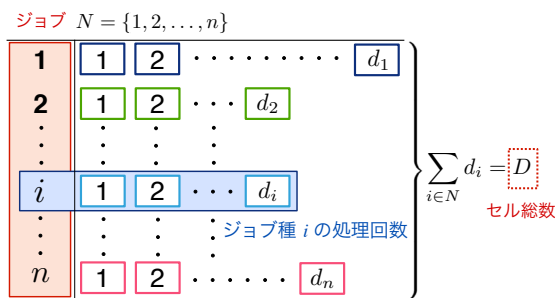 ジョブ N = {1, 2, . . . , n}
1 1 2 · · · · · · · · · · d₁
2 1 2 · · · d₂
i 1 2 · · · dᵢ
ジョブ種 i の処理回数
n 1 2 · · · · · · dₙ
∑ dᵢ = D
i∈N
セル総数